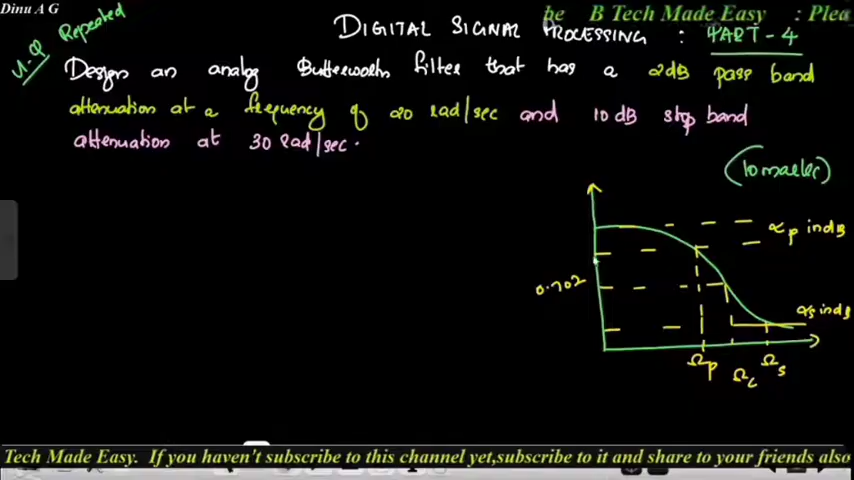 Dinu A G
be B Tech Made Easy : Plea
DIGITAL SIGNAL PROCESSING : PART - 4
U.Q Repeated
Design an analog Butterworth filter that has a 2dB pass band
attenuation at a frequency of 20 rad/sec and 10 dB stop band
attenuation at 30 rad/sec.
(10 marks)
αp in dB
0.702
αs in dB
Ωp Ωc Ωs
Tech Made Easy. If you haven't subscribe to this channel yet,subscribe to it and share to your friends also